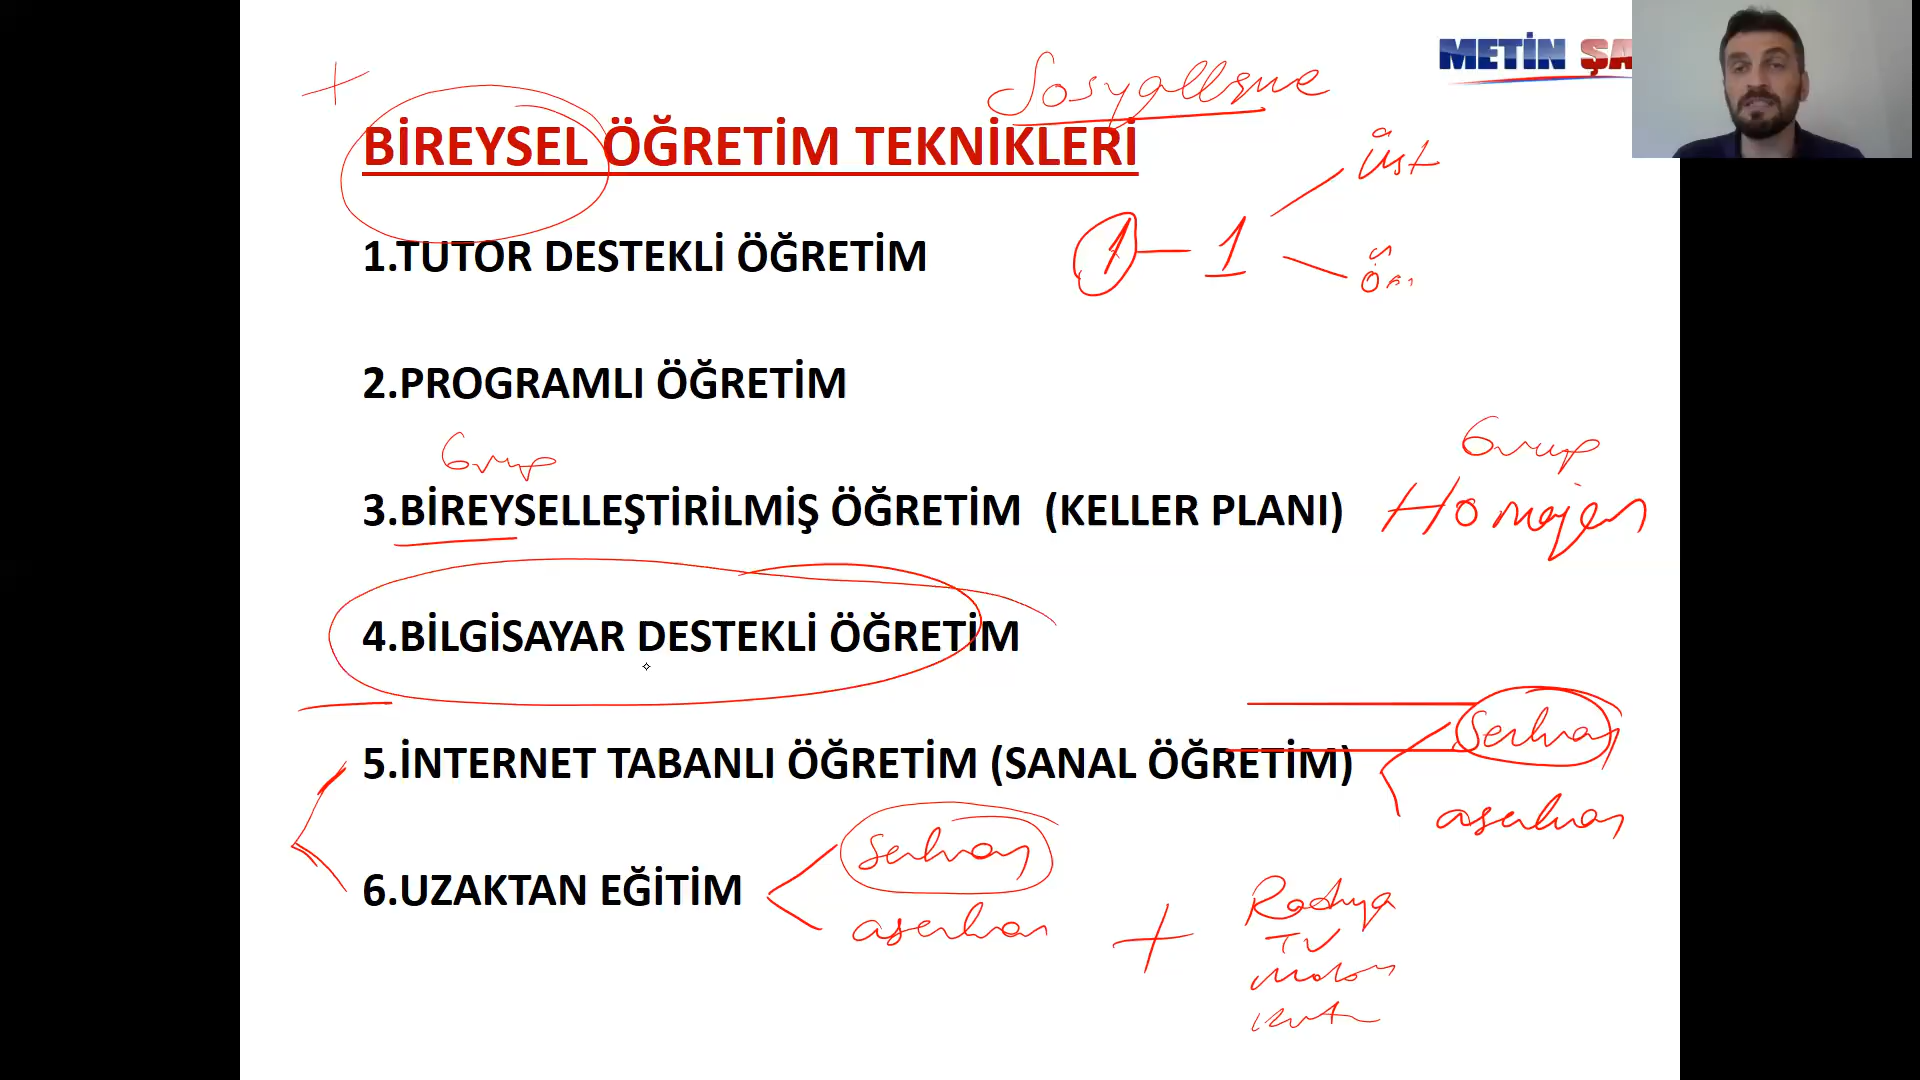 METİN ŞA
Sosyalleşme
BİREYSEL ÖĞRETİM TEKNİKLERİ
üst
1.TUTOR DESTEKLİ ÖĞRETİM
1 — 1
2.PROGRAMLI ÖĞRETİM
Grup
Grup
3.BİREYSELLEŞTİRİLMİŞ ÖĞRETİM (KELLER PLANI)
Homojen
4.BİLGİSAYAR DESTEKLİ ÖĞRETİM
Senkron
5.İNTERNET TABANLI ÖĞRETİM (SANAL ÖĞRETİM)
asenkron
senkron
6.UZAKTAN EĞİTİM
asenkron
+ Radyo
TV